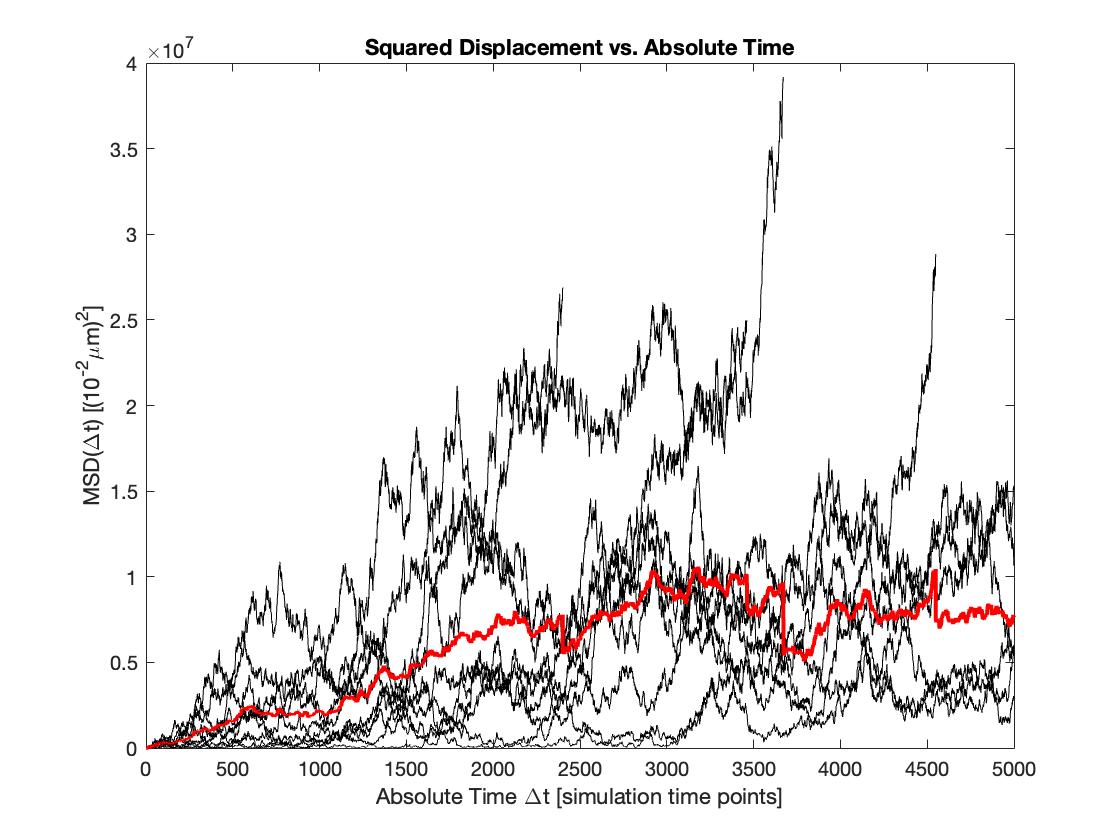 Squared Displacement vs. Absolute Time
×10^7
4
3.5
3
2.5
2
1.5
1
0.5
0
MSD(Δt) [(10^-2 μm)^2]
0 500 1000 1500 2000 2500 3000 3500 4000 4500 5000
Absolute Time Δt [simulation time points]